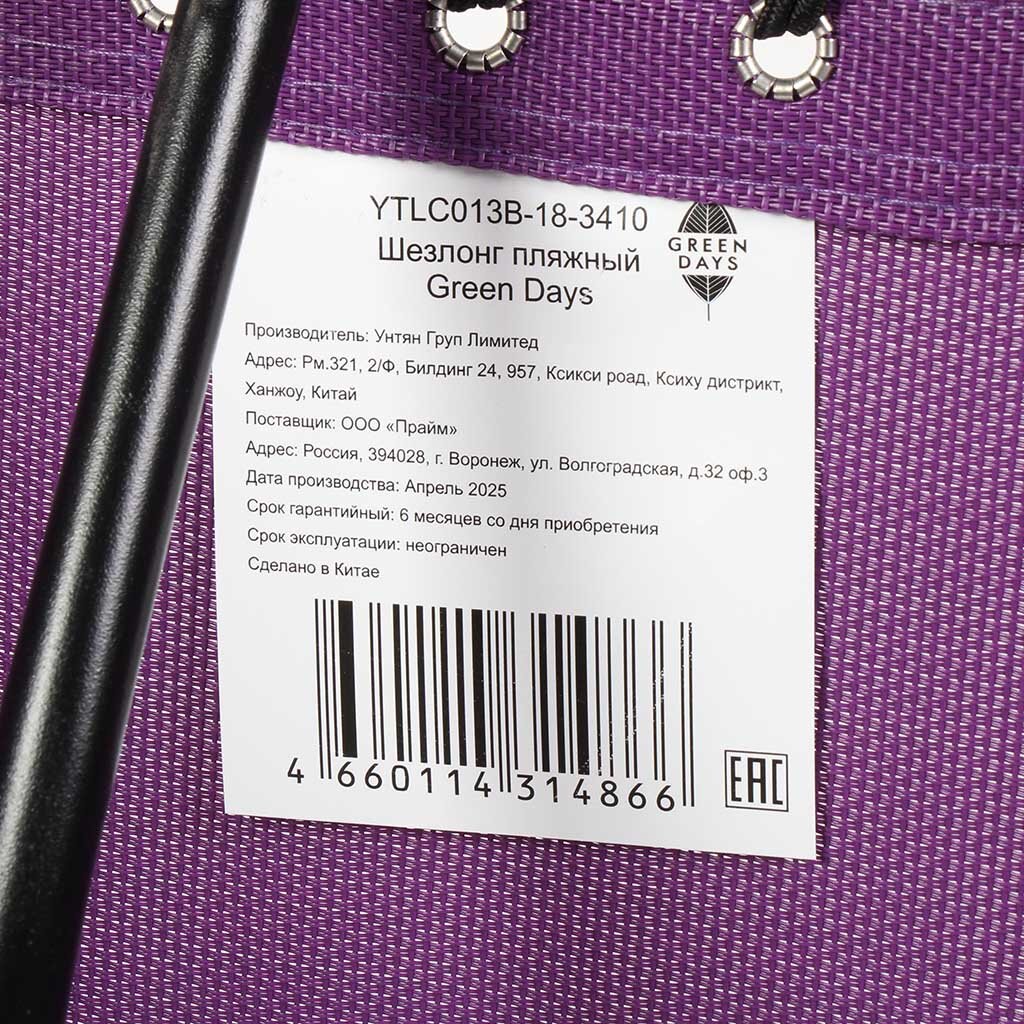 YTLC013B-18-3410
Шезлонг пляжный
Green Days
GREEN
DAYS
Производитель: Унтян Груп Лимитед
Адрес: Рм.321, 2/Ф, Билдинг 24, 957, Ксикси роад, Ксиху дистрикт,
Ханжоу, Китай
Поставщик: ООО «Прайм»
Адрес: Россия, 394028, г. Воронеж, ул. Волгоградская, д.32 оф.3
Дата производства: Апрель 2025
Срок гарантийный: 6 месяцев со дня приобретения
Срок эксплуатации: неограничен
Сделано в Китае
4 660114 314866
EAC